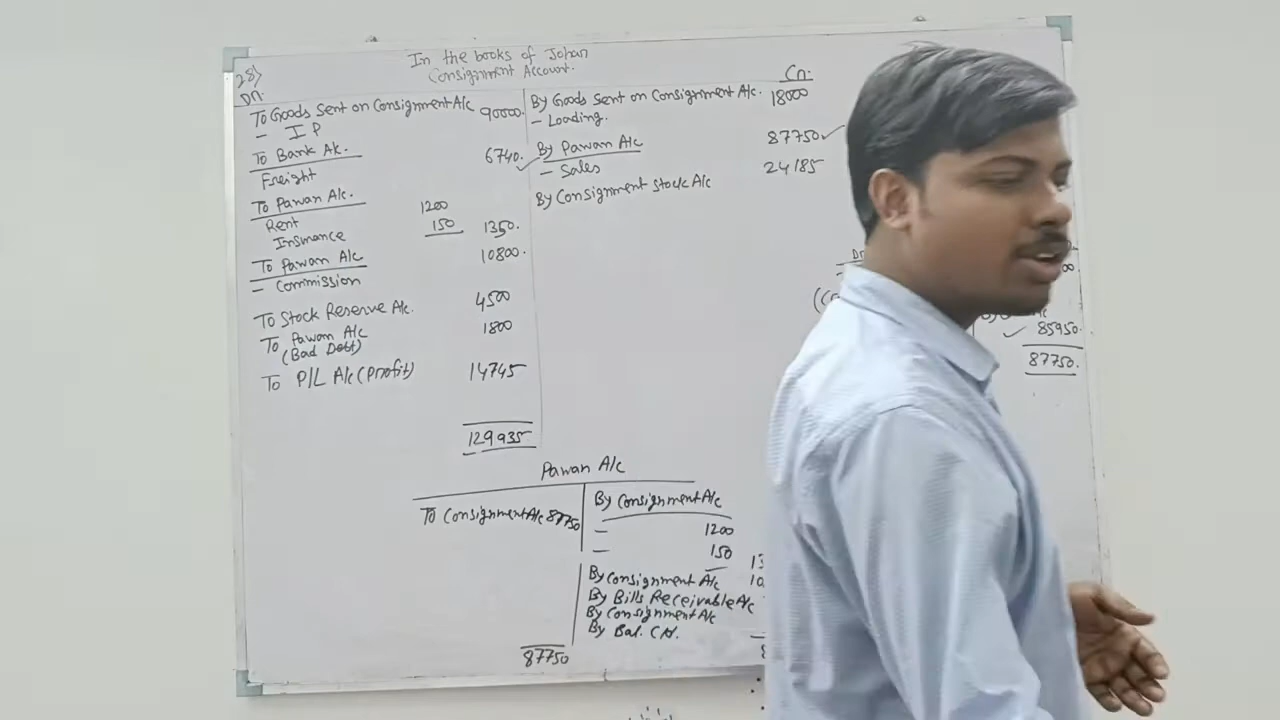 In the books of Johan
Consignment Account.
28)
Dr.
Cr.
To Goods Sent on Consignment A/c 90000.
- I P
To Bank Ac. 6740.
Freight
To Pawan A/c.
Rent 1200
Insurance 150 1350.
To Pawan A/c 10800.
- Commission
To Stock Reserve A/c. 4500
To Pawan A/c 1800
(Bad Debt)
To P/L A/c (Profit) 14745
129935
By Goods Sent on Consignment A/c. 18000
- Loading.
By Pawan A/c 87750
- Sales
By Consignment Stock A/c 24185
85950.
87750.
Pawan A/c
To Consignment A/c 87750
87750
By Consignment A/c
- 1200
- 150
By Consignment A/c
By Bills Receivable A/c
By Consignment A/c
By Bal. C/d.